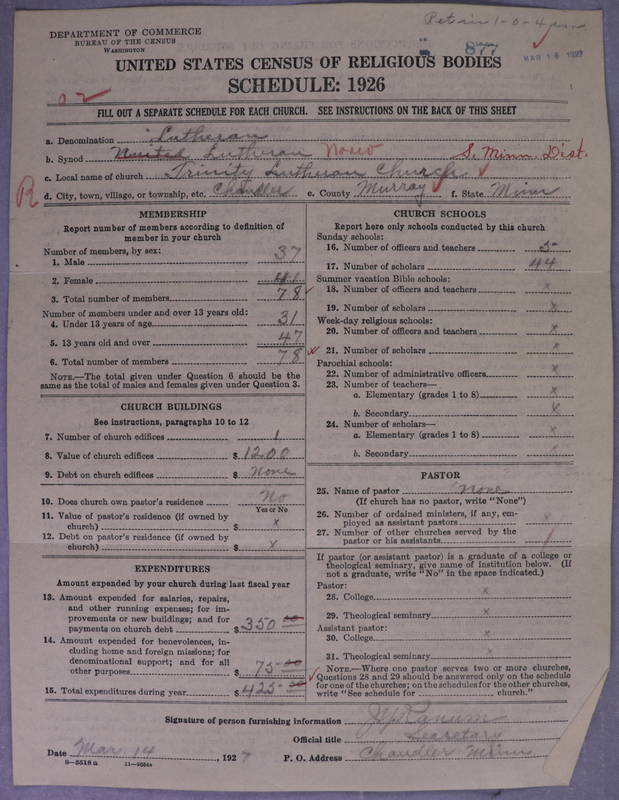 DEPARTMENT OF COMMERCE
BUREAU OF THE CENSUS
WASHINGTON
MAR 16 1927
UNITED STATES CENSUS OF RELIGIOUS BODIES
SCHEDULE: 1926
FILL OUT A SEPARATE SCHEDULE FOR EACH CHURCH. SEE INSTRUCTIONS ON THE BACK OF THIS SHEET
a. Denomination Lutheran
b. Synod United Lutheran S. Minn. Dist.
c. Local name of church Trinity Lutheran Church
R
d. City, town, village, or township, etc. Chandler e. County Murray f. State Minn
MEMBERSHIP
Report number of members according to definition of
member in your church
Number of members, by sex:
1. Male 37
2. Female 41
3. Total number of members 78
Number of members under and over 13 years old:
4. Under 13 years of age 31
5. 13 years old and over 47
6. Total number of members 78
NOTE.—The total given under Question 6 should be
same as the total of males and females given under Question 3.
CHURCH BUILDINGS
See instructions, paragraphs 10 to 12
7. Number of church edifices 1
8. Value of church edifices $ 1200
9. Debt on church edifices $ None
10. Does church own pastor's residence No
Yes or No
11. Value of pastor's residence (if owned by
church) $ x
12. Debt on pastor's residence (if owned by
church) $ x
EXPENDITURES
Amount expended by your church during last fiscal year
13. Amount expended for salaries, repairs,
and other running expenses; for im-
provements or new buildings; and for
payments on church debt $ 350 00
14. Amount expended for benevolences, in-
cluding home and foreign missions; for
denominational support; and for all
other purposes $ 75 00
15. Total expenditures during year $ 425 00
CHURCH SCHOOLS
Report here only schools conducted by this church
Sunday schools:
16. Number of officers and teachers 5
17. Number of scholars 44
Summer vacation Bible schools:
18. Number of officers and teachers x
19. Number of scholars x
Week-day religious schools:
20. Number of officers and teachers x
21. Number of scholars x
Parochial schools:
22. Number of administrative officers x
23. Number of teachers—
a. Elementary (grades 1 to 8) x
b. Secondary x
24. Number of scholars—
a. Elementary (grades 1 to 8) x
b. Secondary x
PASTOR
25. Name of pastor None
(If church has no pastor, write "None")
26. Number of ordained ministers, if any, em-
ployed as assistant pastors x
27. Number of other churches served by the
pastor or his assistants
If pastor (or assistant pastor) is a graduate of a college or
theological seminary, give name of institution below. (If
not a graduate, write "No" in the space indicated.)
Pastor:
28. College x
29. Theological seminary x
Assistant pastor:
30. College x
31. Theological seminary x
NOTE.—Where one pastor serves two or more churches,
Questions 28 and 29 should be answered only on the schedule
for one of the churches; on the schedules for the other churches,
write "See schedule for church."
Signature of person furnishing information
Official title Secretary
Date Mar. 14, 1927 P. O. Address Chandler Minn.
8—5518a 11—9054a